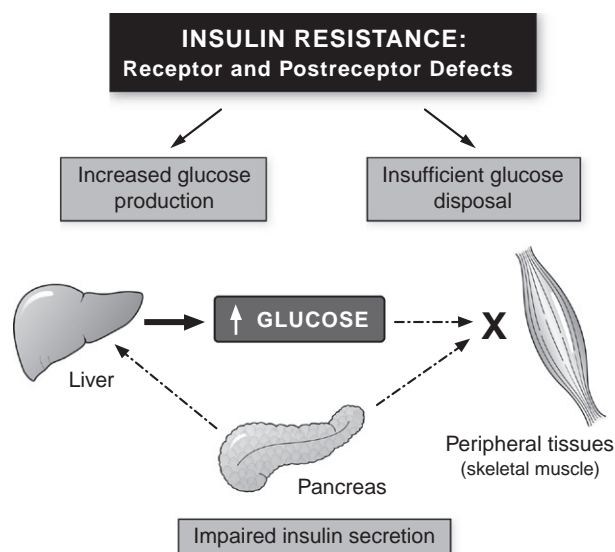 INSULIN RESISTANCE:
Receptor and Postreceptor Defects
Increased glucose
production
Insufficient glucose
disposal
↑ GLUCOSE
X
Liver
Pancreas
Peripheral tissues
(skeletal muscle)
Impaired insulin secretion